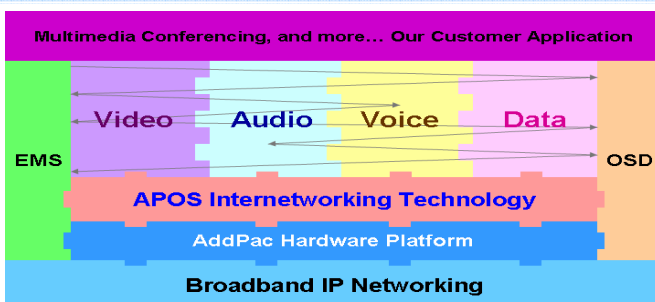 Multimedia Conferencing, and more... Our Customer Application
Video Audio Voice Data
EMS OSD
APOS Internetworking Technology
AddPac Hardware Platform
Broadband IP Networking